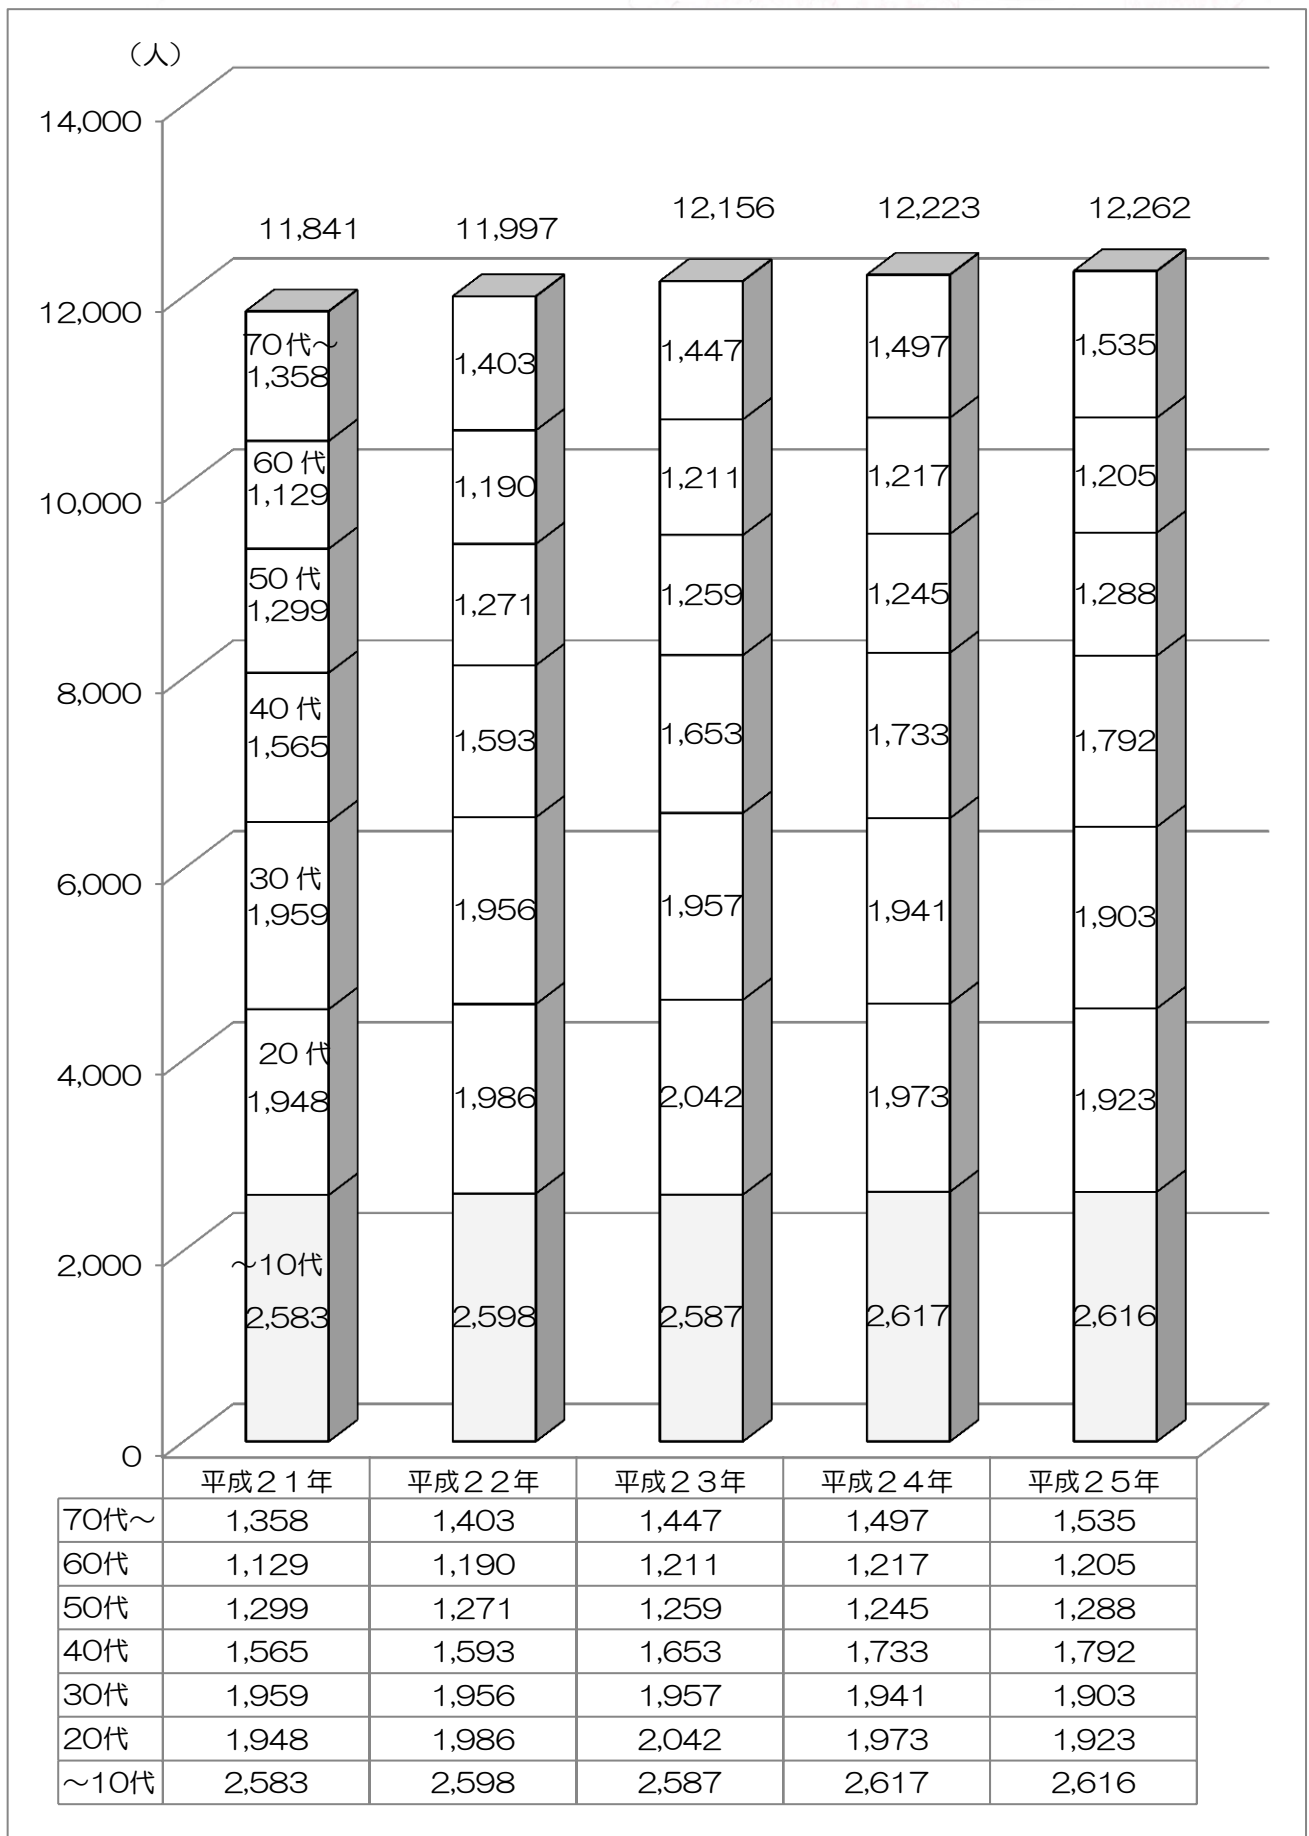 (人)
14,000
12,000
10,000
8,000
6,000
4,000
2,000
0
11,841 11,997 12,156 12,223 12,262
70代～
1,358 1,403 1,447 1,497 1,535
60代
1,129 1,190 1,211 1,217 1,205
50代
1,299 1,271 1,259 1,245 1,288
40代
1,565 1,593 1,653 1,733 1,792
30代
1,959 1,956 1,957 1,941 1,903
20代
1,948 1,986 2,042 1,973 1,923
～10代
2,583 2,598 2,587 2,617 2,616
平成２１年 平成２２年 平成２３年 平成２４年 平成２５年
70代～ 1,358 1,403 1,447 1,497 1,535
60代 1,129 1,190 1,211 1,217 1,205
50代 1,299 1,271 1,259 1,245 1,288
40代 1,565 1,593 1,653 1,733 1,792
30代 1,959 1,956 1,957 1,941 1,903
20代 1,948 1,986 2,042 1,973 1,923
～10代 2,583 2,598 2,587 2,617 2,616